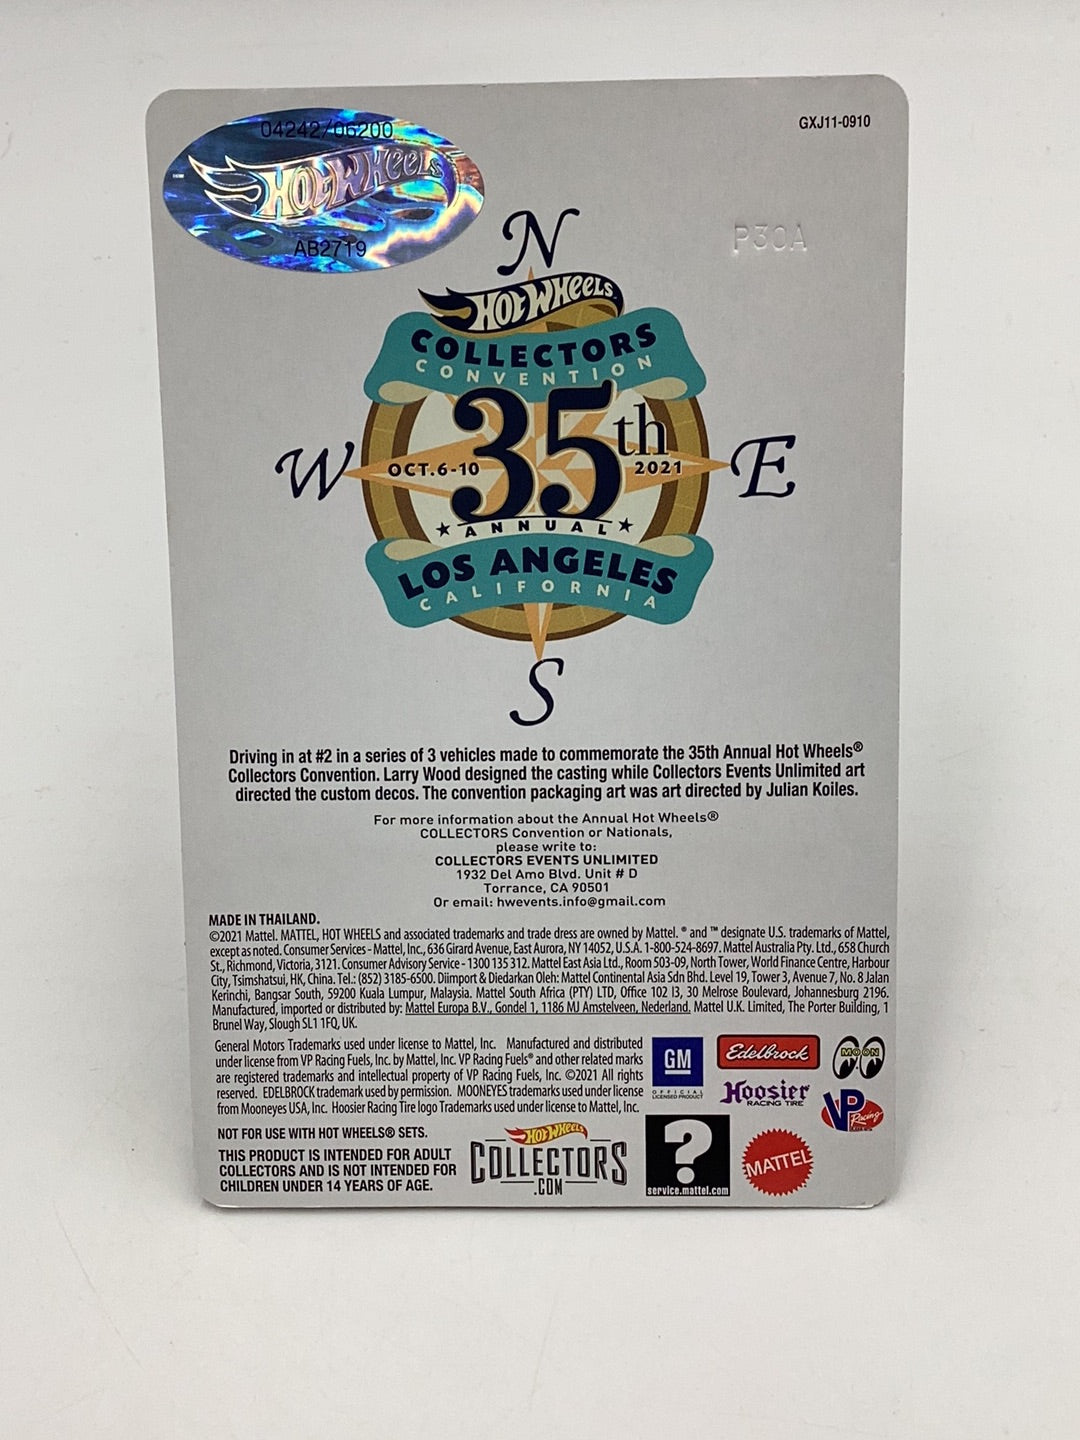 04242/06200
HOT WHEELS
AB2719
GXJ11-0910
P30A
N
HOT WHEELS
COLLECTORS
CONVENTION
W
OCT. 6-10
35th
2021
E
★ANNUAL★
LOS ANGELES
CALIFORNIA
S
Driving in at #2 in a series of 3 vehicles made to commemorate the 35th Annual Hot Wheels®
Collectors Convention. Larry Wood designed the casting while Collectors Events Unlimited art
directed the custom decos. The convention packaging art was art directed by Julian Koiles.
For more information about the Annual Hot Wheels®
COLLECTORS Convention or Nationals,
please write to:
COLLECTORS EVENTS UNLIMITED
1932 Del Amo Blvd. Unit # D
Torrance, CA 90501
Or email: hwevents.info@gmail.com
MADE IN THAILAND.
©2021 Mattel. MATTEL, HOT WHEELS and associated trademarks and trade dress are owned by Mattel. ® and ™ designate U.S. trademarks of Mattel,
except as noted. Consumer Services - Mattel, Inc., 636 Girard Avenue, East Aurora, NY 14052, U.S.A. 1-800-524-8697. Mattel Australia Pty. Ltd., 658 Church
St., Richmond, Victoria, 3121. Consumer Advisory Service - 1300 135 312. Mattel East Asia Ltd., Room 503-09, North Tower, World Finance Centre, Harbour
City, Tsimshatsui, HK, China. Tel.: (852) 3185-6500. Diimport & Diedarkan Oleh: Mattel Continental Asia Sdn Bhd. Level 19, Tower 3, Avenue 7, No. 8 Jalan
Kerinchi, Bangsar South, 59200 Kuala Lumpur, Malaysia. Mattel South Africa (PTY) LTD, Office 102 I3, 30 Melrose Boulevard, Johannesburg 2196.
Manufactured, imported or distributed by: Mattel Europa B.V., Gondel 1, 1186 MJ Amstelveen, Nederland. Mattel U.K. Limited, The Porter Building, 1
Brunel Way, Slough SL1 1FQ, UK.
General Motors Trademarks used under license to Mattel, Inc. Manufactured and distributed
under license from VP Racing Fuels, Inc. by Mattel, Inc. VP Racing Fuels® and other related marks
are registered trademarks and intellectual property of VP Racing Fuels, Inc. ©2021 All rights
reserved. EDELBROCK trademark used by permission. MOONEYES trademarks used under license
from Mooneyes USA, Inc. Hoosier Racing Tire logo Trademarks used under license to Mattel, Inc.
GM
OFFICIAL
LICENSED PRODUCT
Edelbrock
MOON
Hoosier
RACING TIRE
VP Racing
NOT FOR USE WITH HOT WHEELS® SETS.
THIS PRODUCT IS INTENDED FOR ADULT
COLLECTORS AND IS NOT INTENDED FOR
CHILDREN UNDER 14 YEARS OF AGE.
HOT WHEELS
COLLECTORS
.COM
?
service.mattel.com
MATTEL